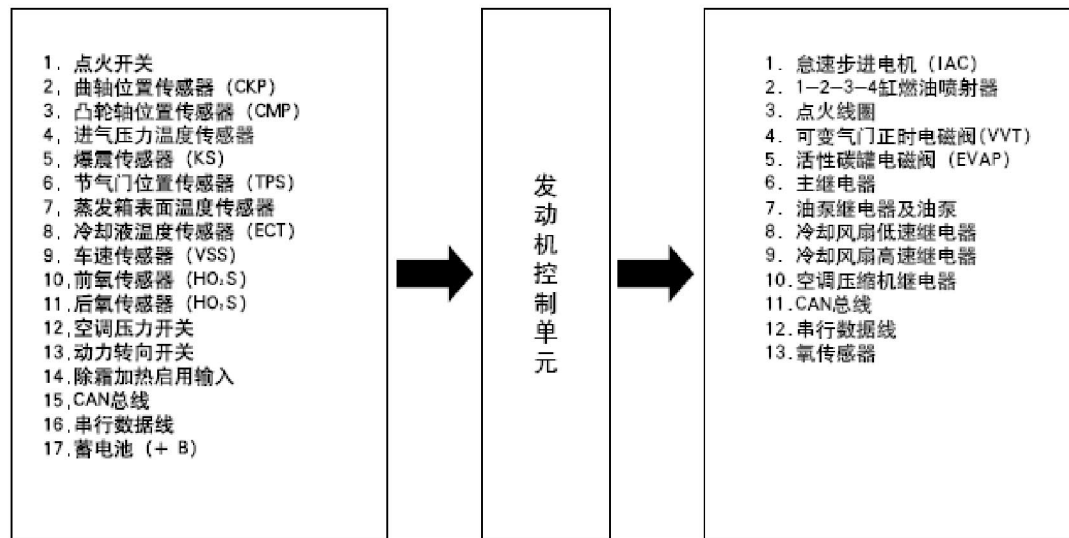 1. 点火开关
2. 曲轴位置传感器 (CKP)
3. 凸轮轴位置传感器 (CMP)
4. 进气压力温度传感器
5. 爆震传感器 (KS)
6. 节气门位置传感器 (TPS)
7. 蒸发箱表面温度传感器
8. 冷却液温度传感器 (ECT)
9. 车速传感器 (VSS)
10.前氧传感器 (HO₂S)
11.后氧传感器 (HO₂S)
12.空调压力开关
13.动力转向开关
14.除霜加热启用输入
15.CAN总线
16.串行数据线
17.蓄电池 (+ B)
发动机控制单元
1. 怠速步进电机 (IAC)
2. 1-2-3-4缸燃油喷射器
3. 点火线圈
4. 可变气门正时电磁阀(VVT)
5. 活性碳罐电磁阀 (EVAP)
6. 主继电器
7. 油泵继电器及油泵
8. 冷却风扇低速继电器
9. 冷却风扇高速继电器
10.空调压缩机继电器
11.CAN总线
12.串行数据线
13.氧传感器